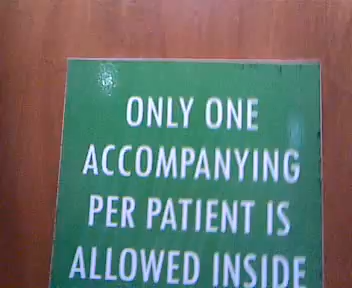 ONLY ONE
ACCOMPANYING
PER PATIENT IS
ALLOWED INSIDE